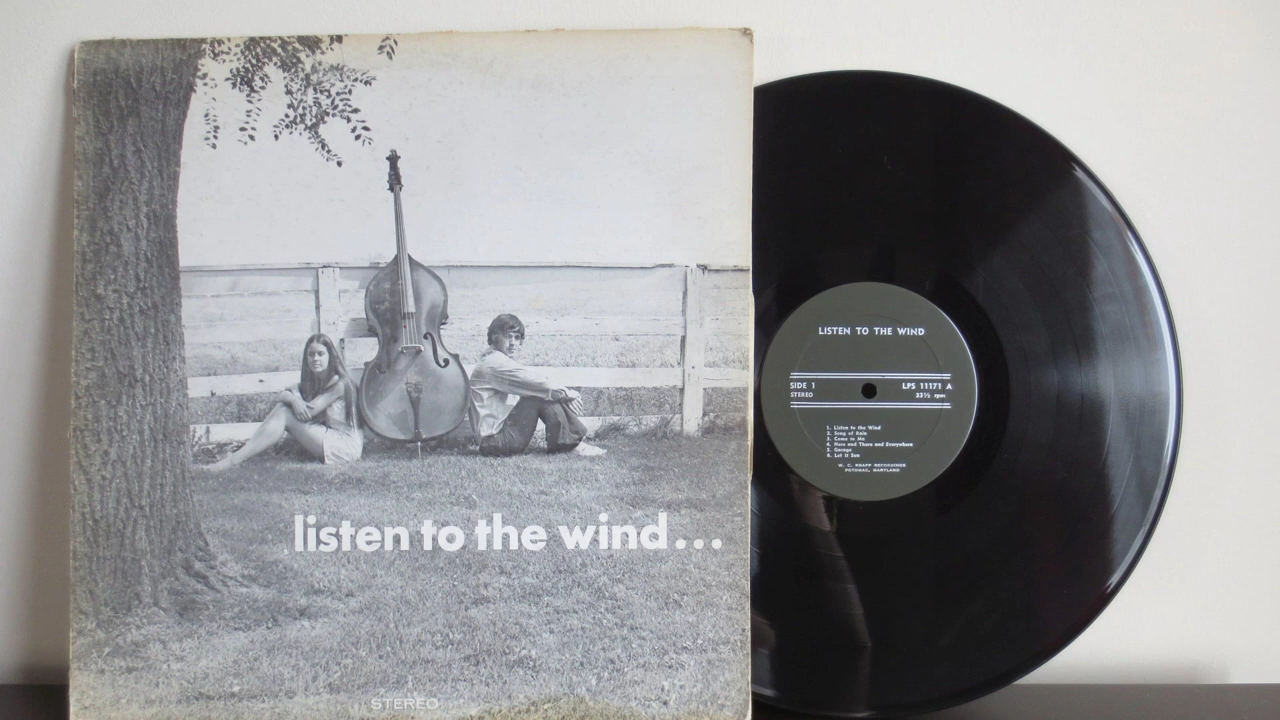 listen to the wind...
STEREO
LISTEN TO THE WIND
SIDE 1
STEREO
LPS 11171 A
33⅓ rpm
1. Listen to the Wind
2. Song of Rain
3. Come to Me
4. Here and There and Everywhere
5. Garage
6. Let It Sun
W. C. KNAPP RECORDINGS
POTOMAC, MARYLAND